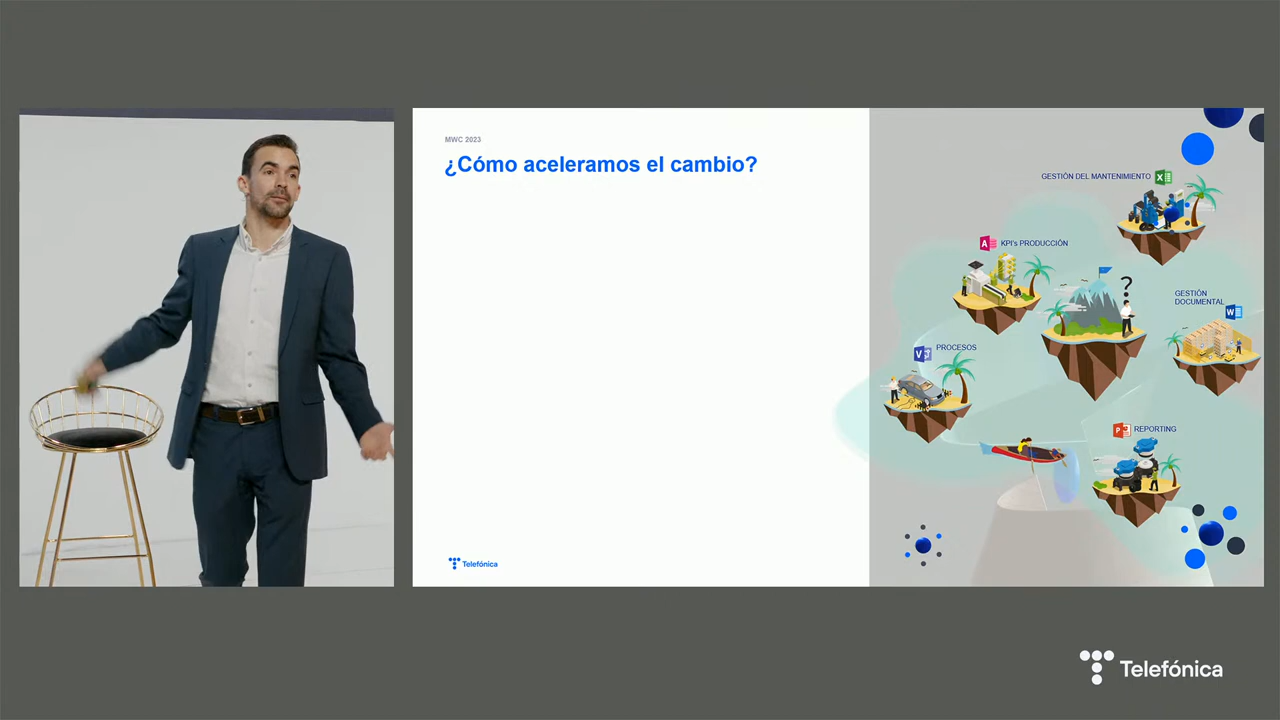 MWC 2023
¿Cómo aceleramos el cambio?
GESTIÓN DEL MANTENIMIENTO
X
A
KPI's PRODUCCIÓN
?
GESTIÓN
DOCUMENTAL
W
V
PROCESOS
P
REPORTING
Telefónica
Telefónica